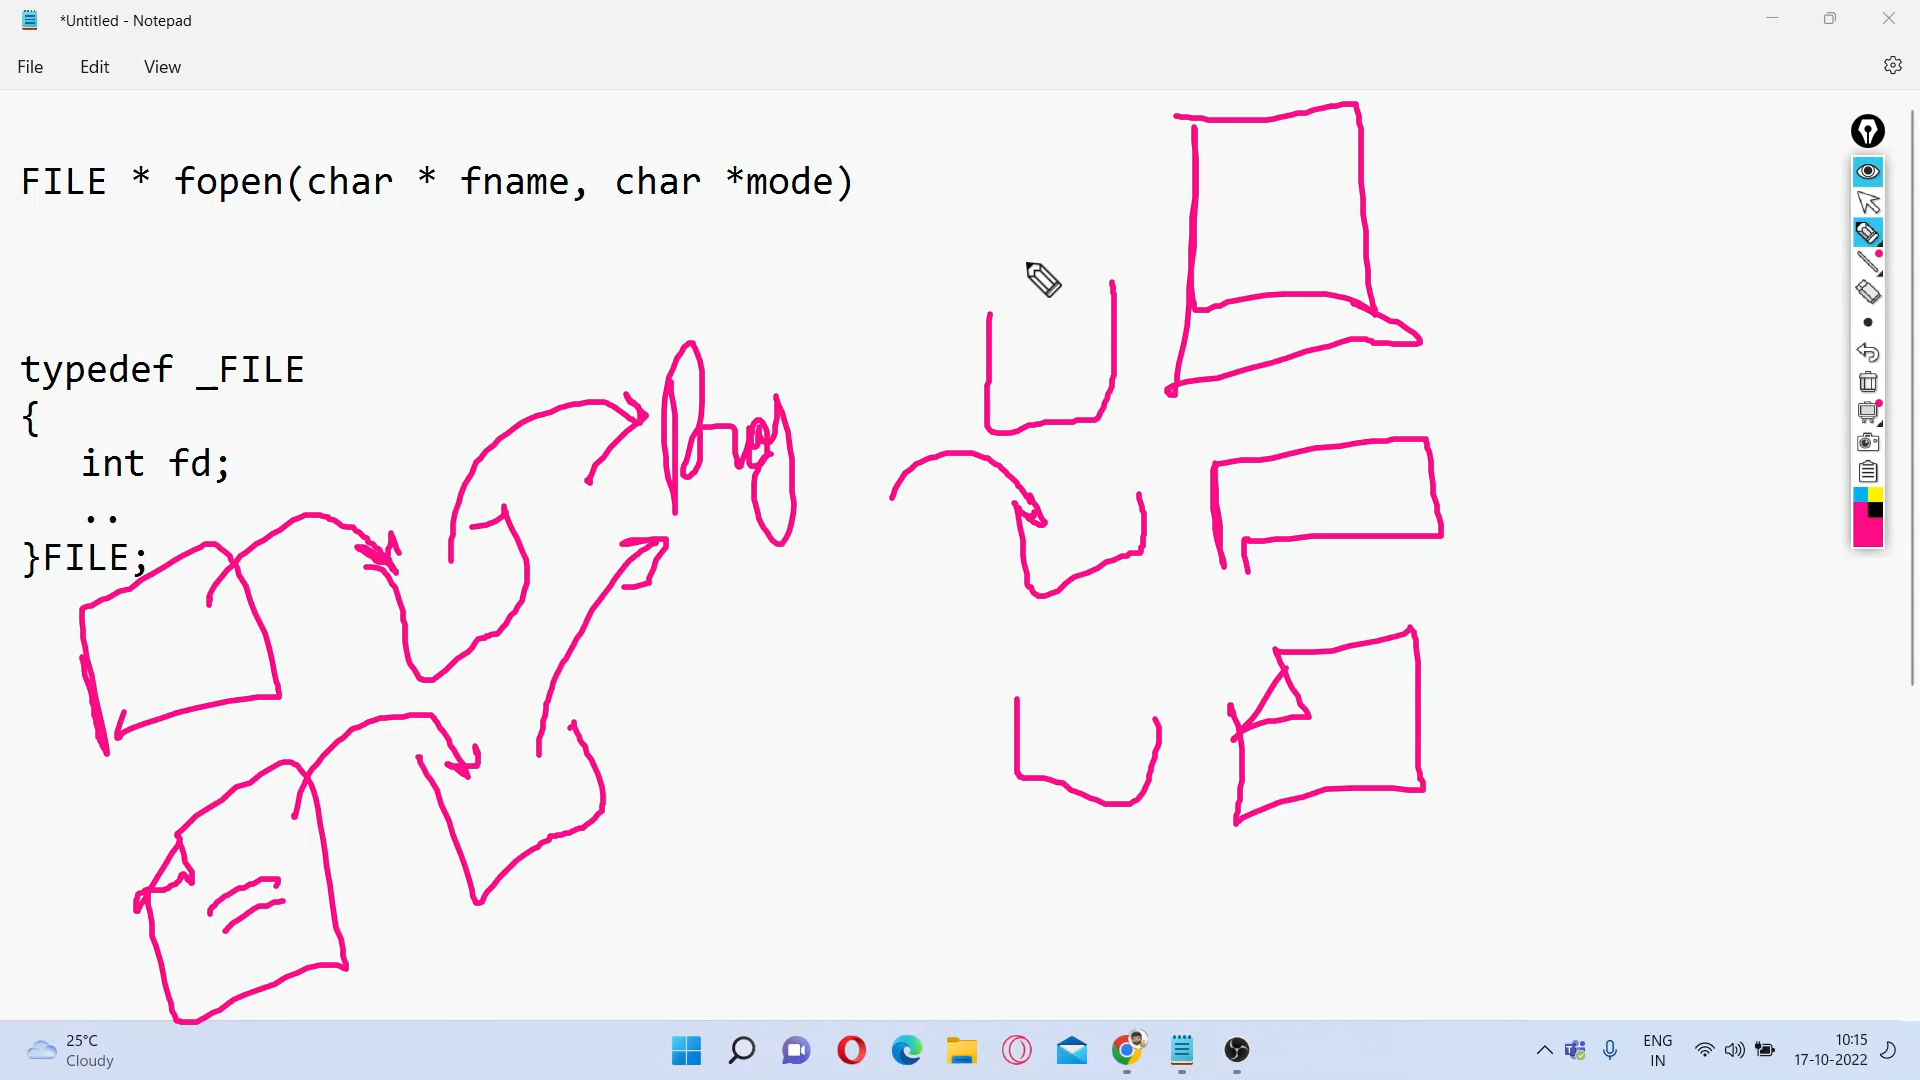 *Untitled - Notepad
File Edit View
FILE * fopen(char * fname, char *mode)
typedef _FILE
{
int fd;
..
}FILE;
25°C
Cloudy
ENG
IN
10:15
17-10-2022